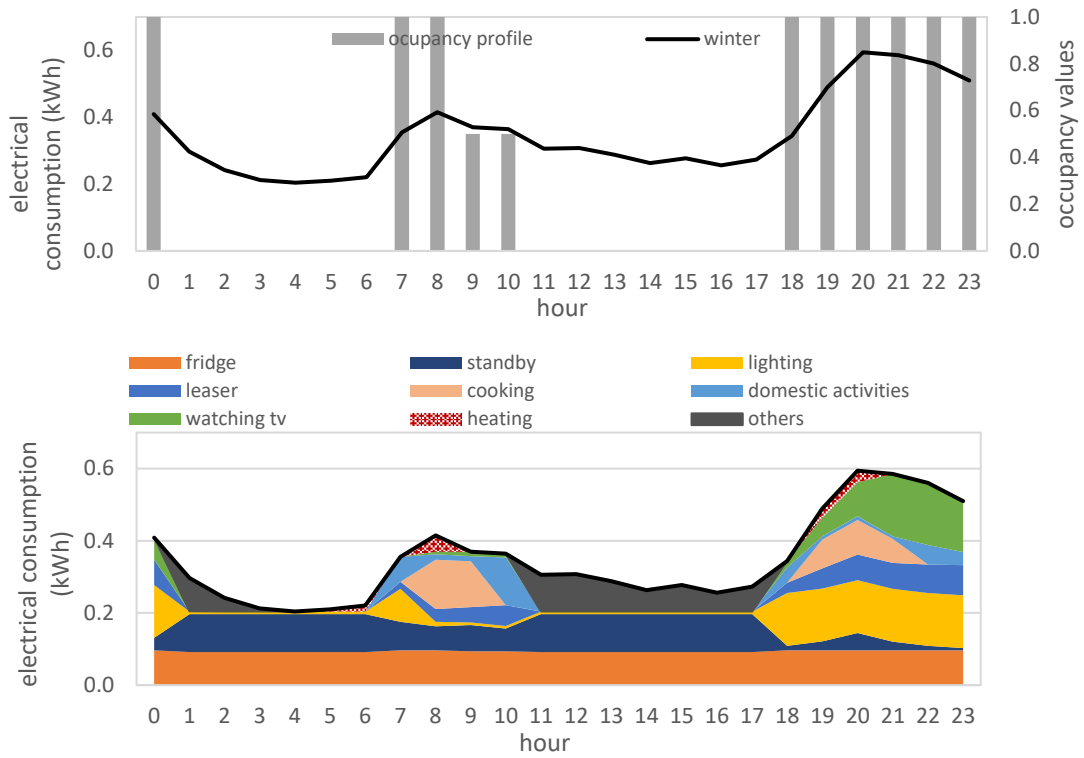 ocupancy profile winter
electrical
consumption (kWh)
0.6
0.4
0.2
0.0
1.0
0.8
0.6
0.4
0.2
0.0
occupancy values
0 1 2 3 4 5 6 7 8 9 10 11 12 13 14 15 16 17 18 19 20 21 22 23
hour
fridge standby lighting
leaser cooking domestic activities
watching tv heating others
electrical consumption
(kWh)
0.6
0.4
0.2
0.0
0 1 2 3 4 5 6 7 8 9 10 11 12 13 14 15 16 17 18 19 20 21 22 23
hour